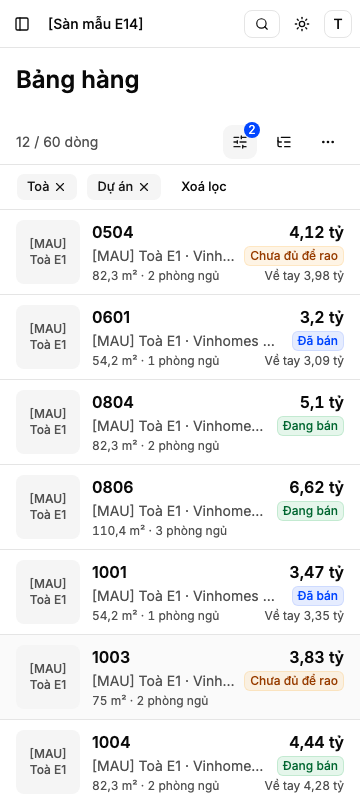 [Sàn mẫu E14]
T
Bảng hàng
12 / 60 dòng
2
Toà
Dự án
Xoá lọc
[MAU]
Toà E1
0504
4,12 tỷ
[MAU] Toà E1 · Vinh...
Chưa đủ để rao
82,3 m² · 2 phòng ngủ
Về tay 3,98 tỷ
[MAU]
Toà E1
0601
3,2 tỷ
[MAU] Toà E1 · Vinhomes ...
Đã bán
54,2 m² · 1 phòng ngủ
Về tay 3,09 tỷ
[MAU]
Toà E1
0804
5,1 tỷ
[MAU] Toà E1 · Vinhome...
Đang bán
82,3 m² · 2 phòng ngủ
[MAU]
Toà E1
0806
6,62 tỷ
[MAU] Toà E1 · Vinhome...
Đang bán
110,4 m² · 3 phòng ngủ
[MAU]
Toà E1
1001
3,47 tỷ
[MAU] Toà E1 · Vinhomes ...
Đã bán
54,2 m² · 1 phòng ngủ
Về tay 3,35 tỷ
[MAU]
Toà E1
1003
3,83 tỷ
[MAU] Toà E1 · Vinh...
Chưa đủ để rao
75 m² · 2 phòng ngủ
[MAU]
Toà E1
1004
4,44 tỷ
[MAU] Toà E1 · Vinhome...
Đang bán
82,3 m² · 2 phòng ngủ
Về tay 4,28 tỷ